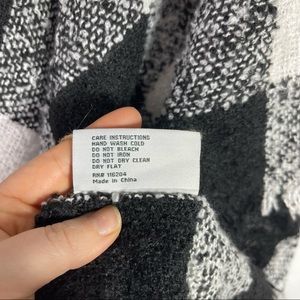 CARE INSTRUCTIONS
HAND WASH COLD
DO NOT BLEACH
DO NOT IRON
DO NOT DRY CLEAN
DRY FLAT
RN# 116204
Made in China